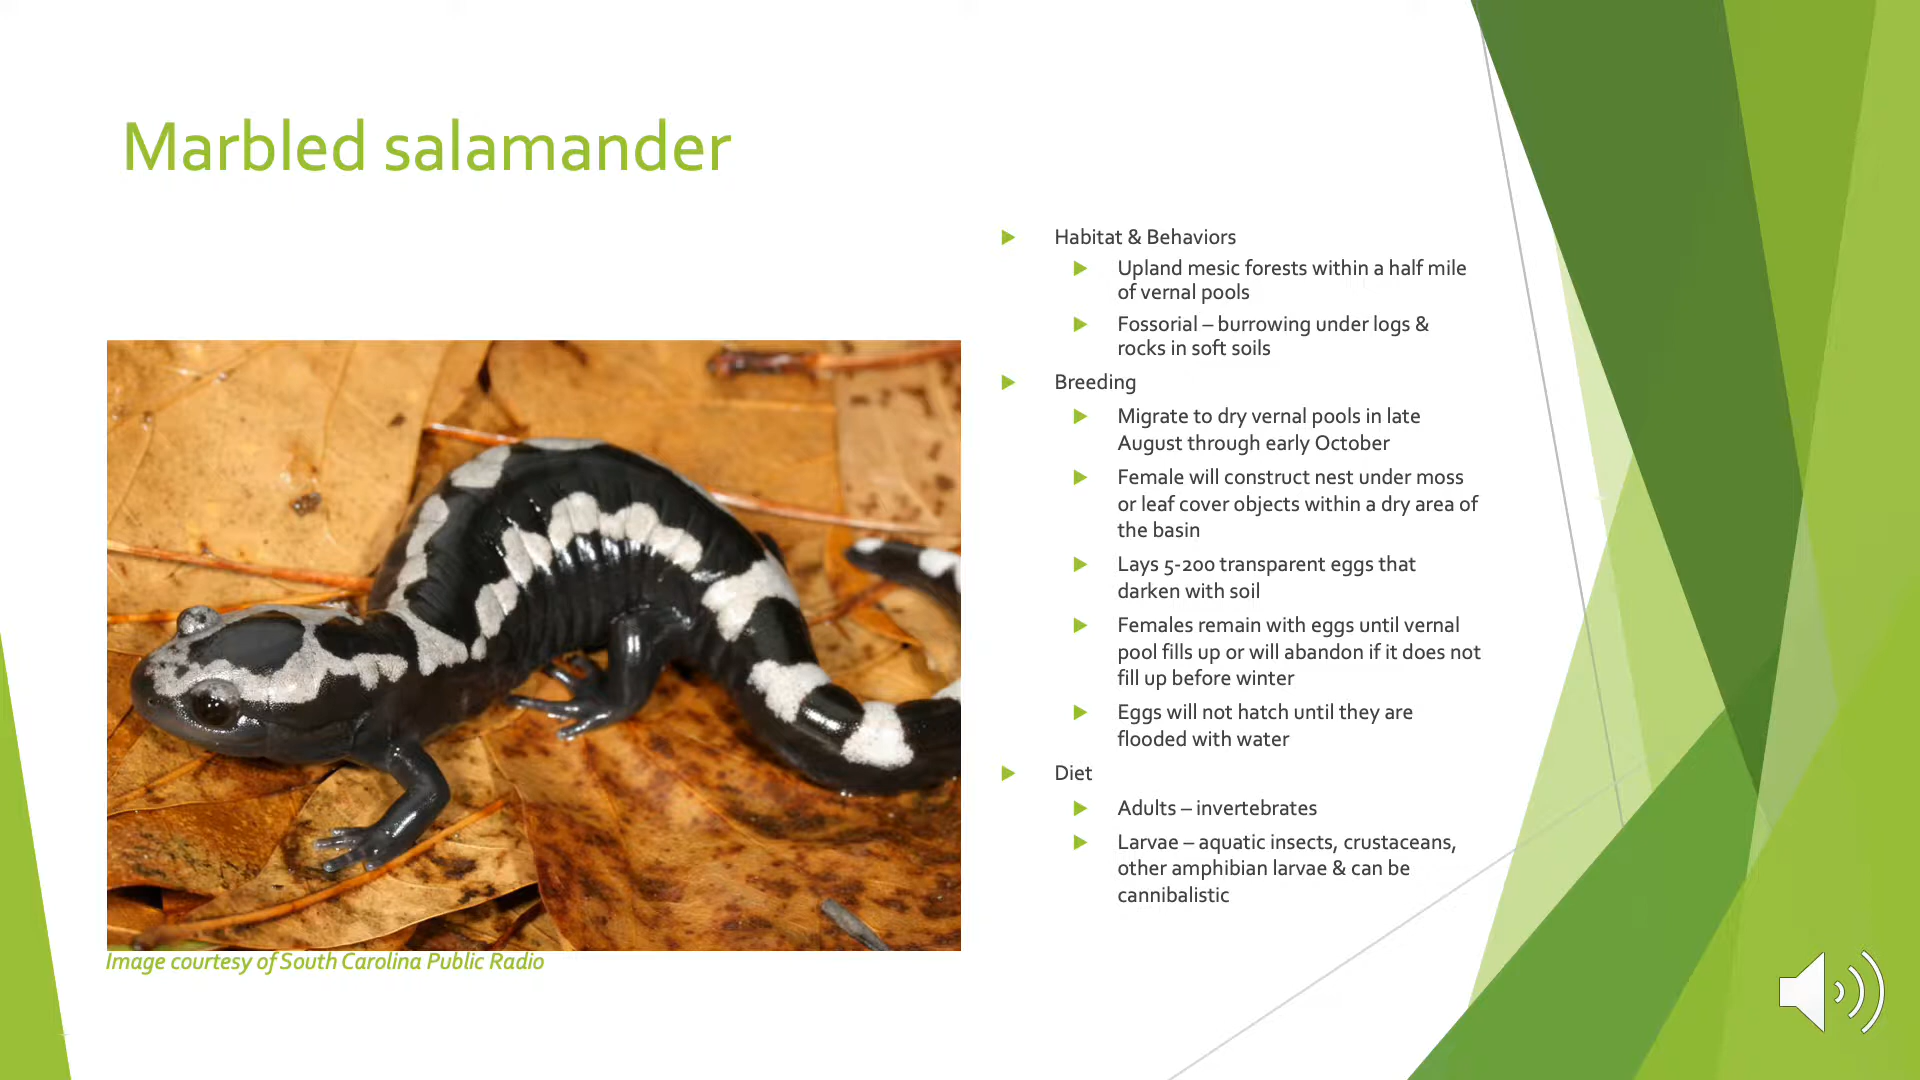 Marbled salamander
Habitat & Behaviors
Upland mesic forests within a half mile
of vernal pools
Fossorial – burrowing under logs &
rocks in soft soils
Breeding
Migrate to dry vernal pools in late
August through early October
Female will construct nest under moss
or leaf cover objects within a dry area of
the basin
Lays 5-200 transparent eggs that
darken with soil
Females remain with eggs until vernal
pool fills up or will abandon if it does not
fill up before winter
Eggs will not hatch until they are
flooded with water
Diet
Adults – invertebrates
Larvae – aquatic insects, crustaceans,
other amphibian larvae & can be
cannibalistic
Image courtesy of South Carolina Public Radio